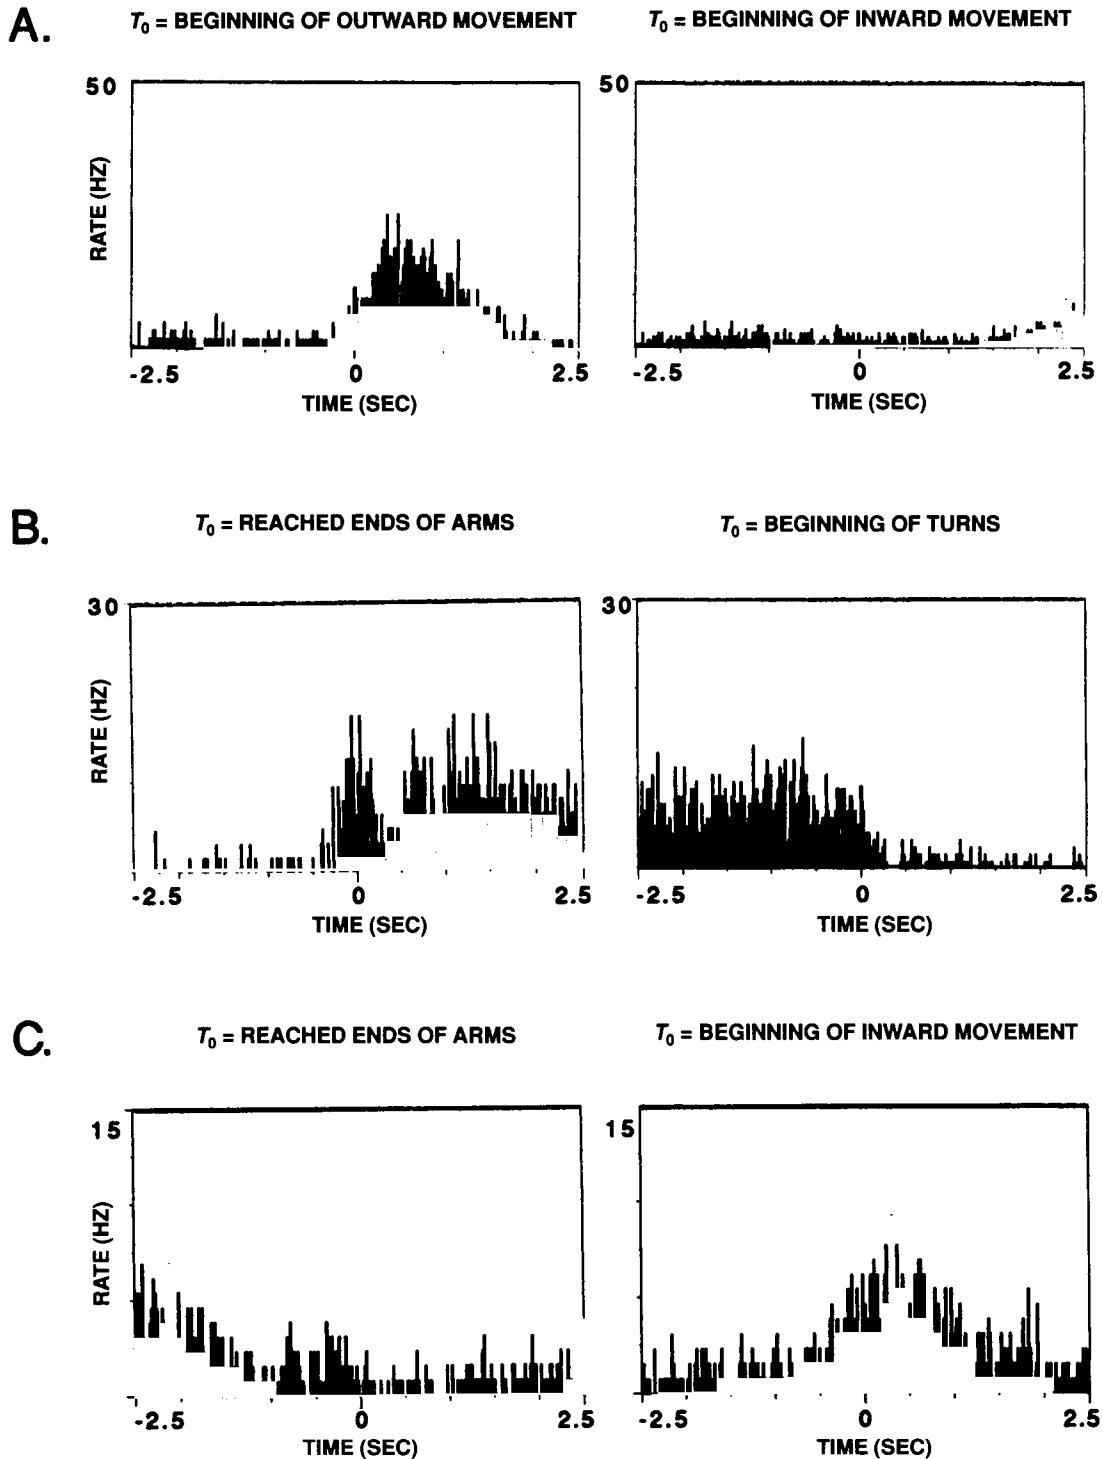 A.
T0 = BEGINNING OF OUTWARD MOVEMENT
T0 = BEGINNING OF INWARD MOVEMENT
50
RATE (HZ)
-2.5 0 2.5
TIME (SEC)
50
-2.5 0 2.5
TIME (SEC)
B.
T0 = REACHED ENDS OF ARMS
T0 = BEGINNING OF TURNS
30
RATE (HZ)
-2.5 0 2.5
TIME (SEC)
30
-2.5 0 2.5
TIME (SEC)
C.
T0 = REACHED ENDS OF ARMS
T0 = BEGINNING OF INWARD MOVEMENT
15
RATE (HZ)
-2.5 0 2.5
TIME (SEC)
15
-2.5 0 2.5
TIME (SEC)